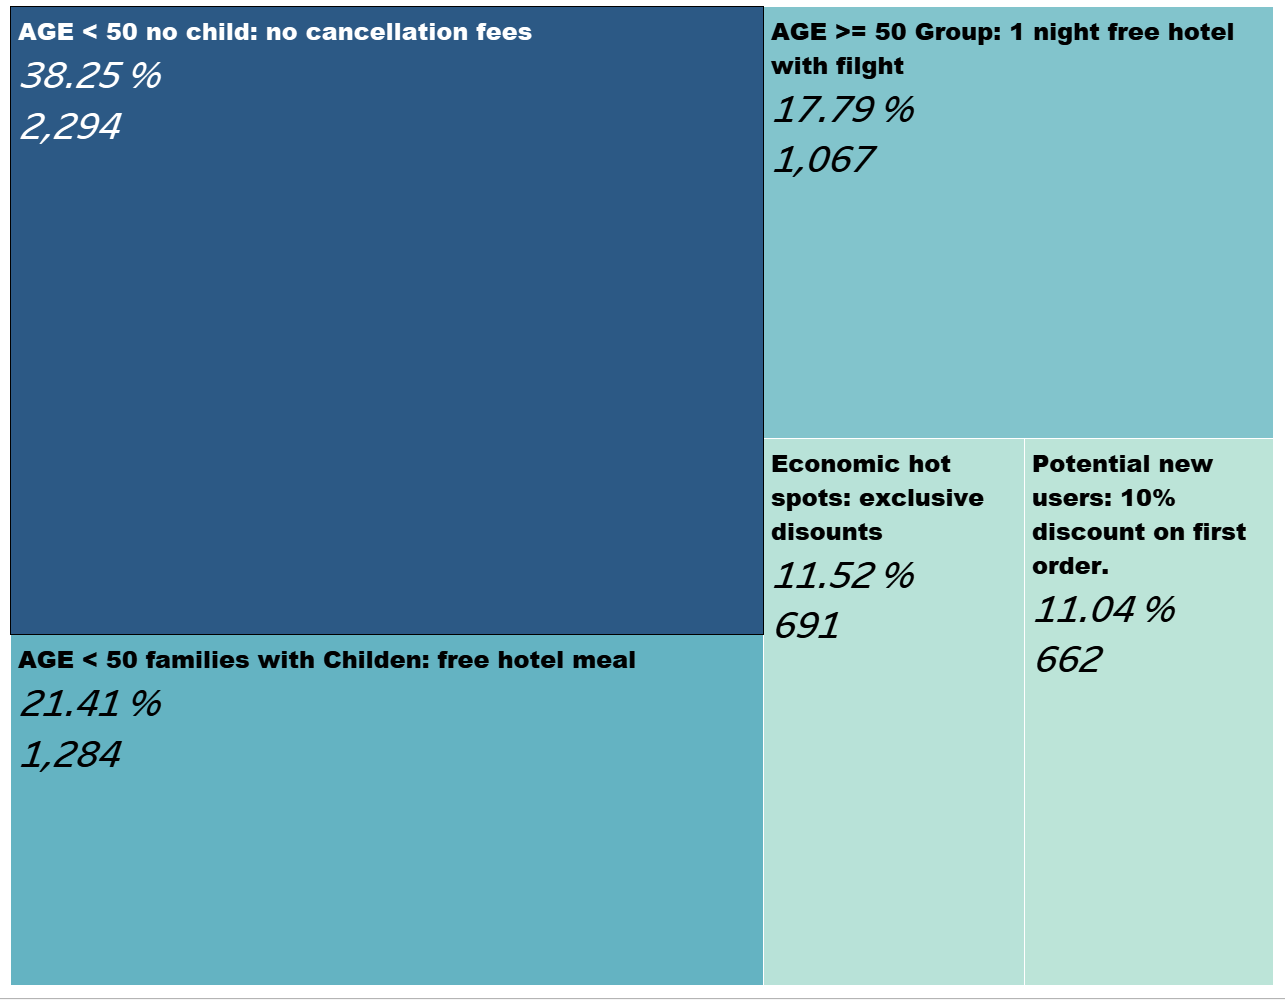 AGE < 50 no child: no cancellation fees
38.25 %
2,294
AGE >= 50 Group: 1 night free hotel
with filght
17.79 %
1,067
Economic hot
spots: exclusive
disounts
11.52 %
691
Potential new
users: 10%
discount on first
order.
11.04 %
662
AGE < 50 families with Childen: free hotel meal
21.41 %
1,284